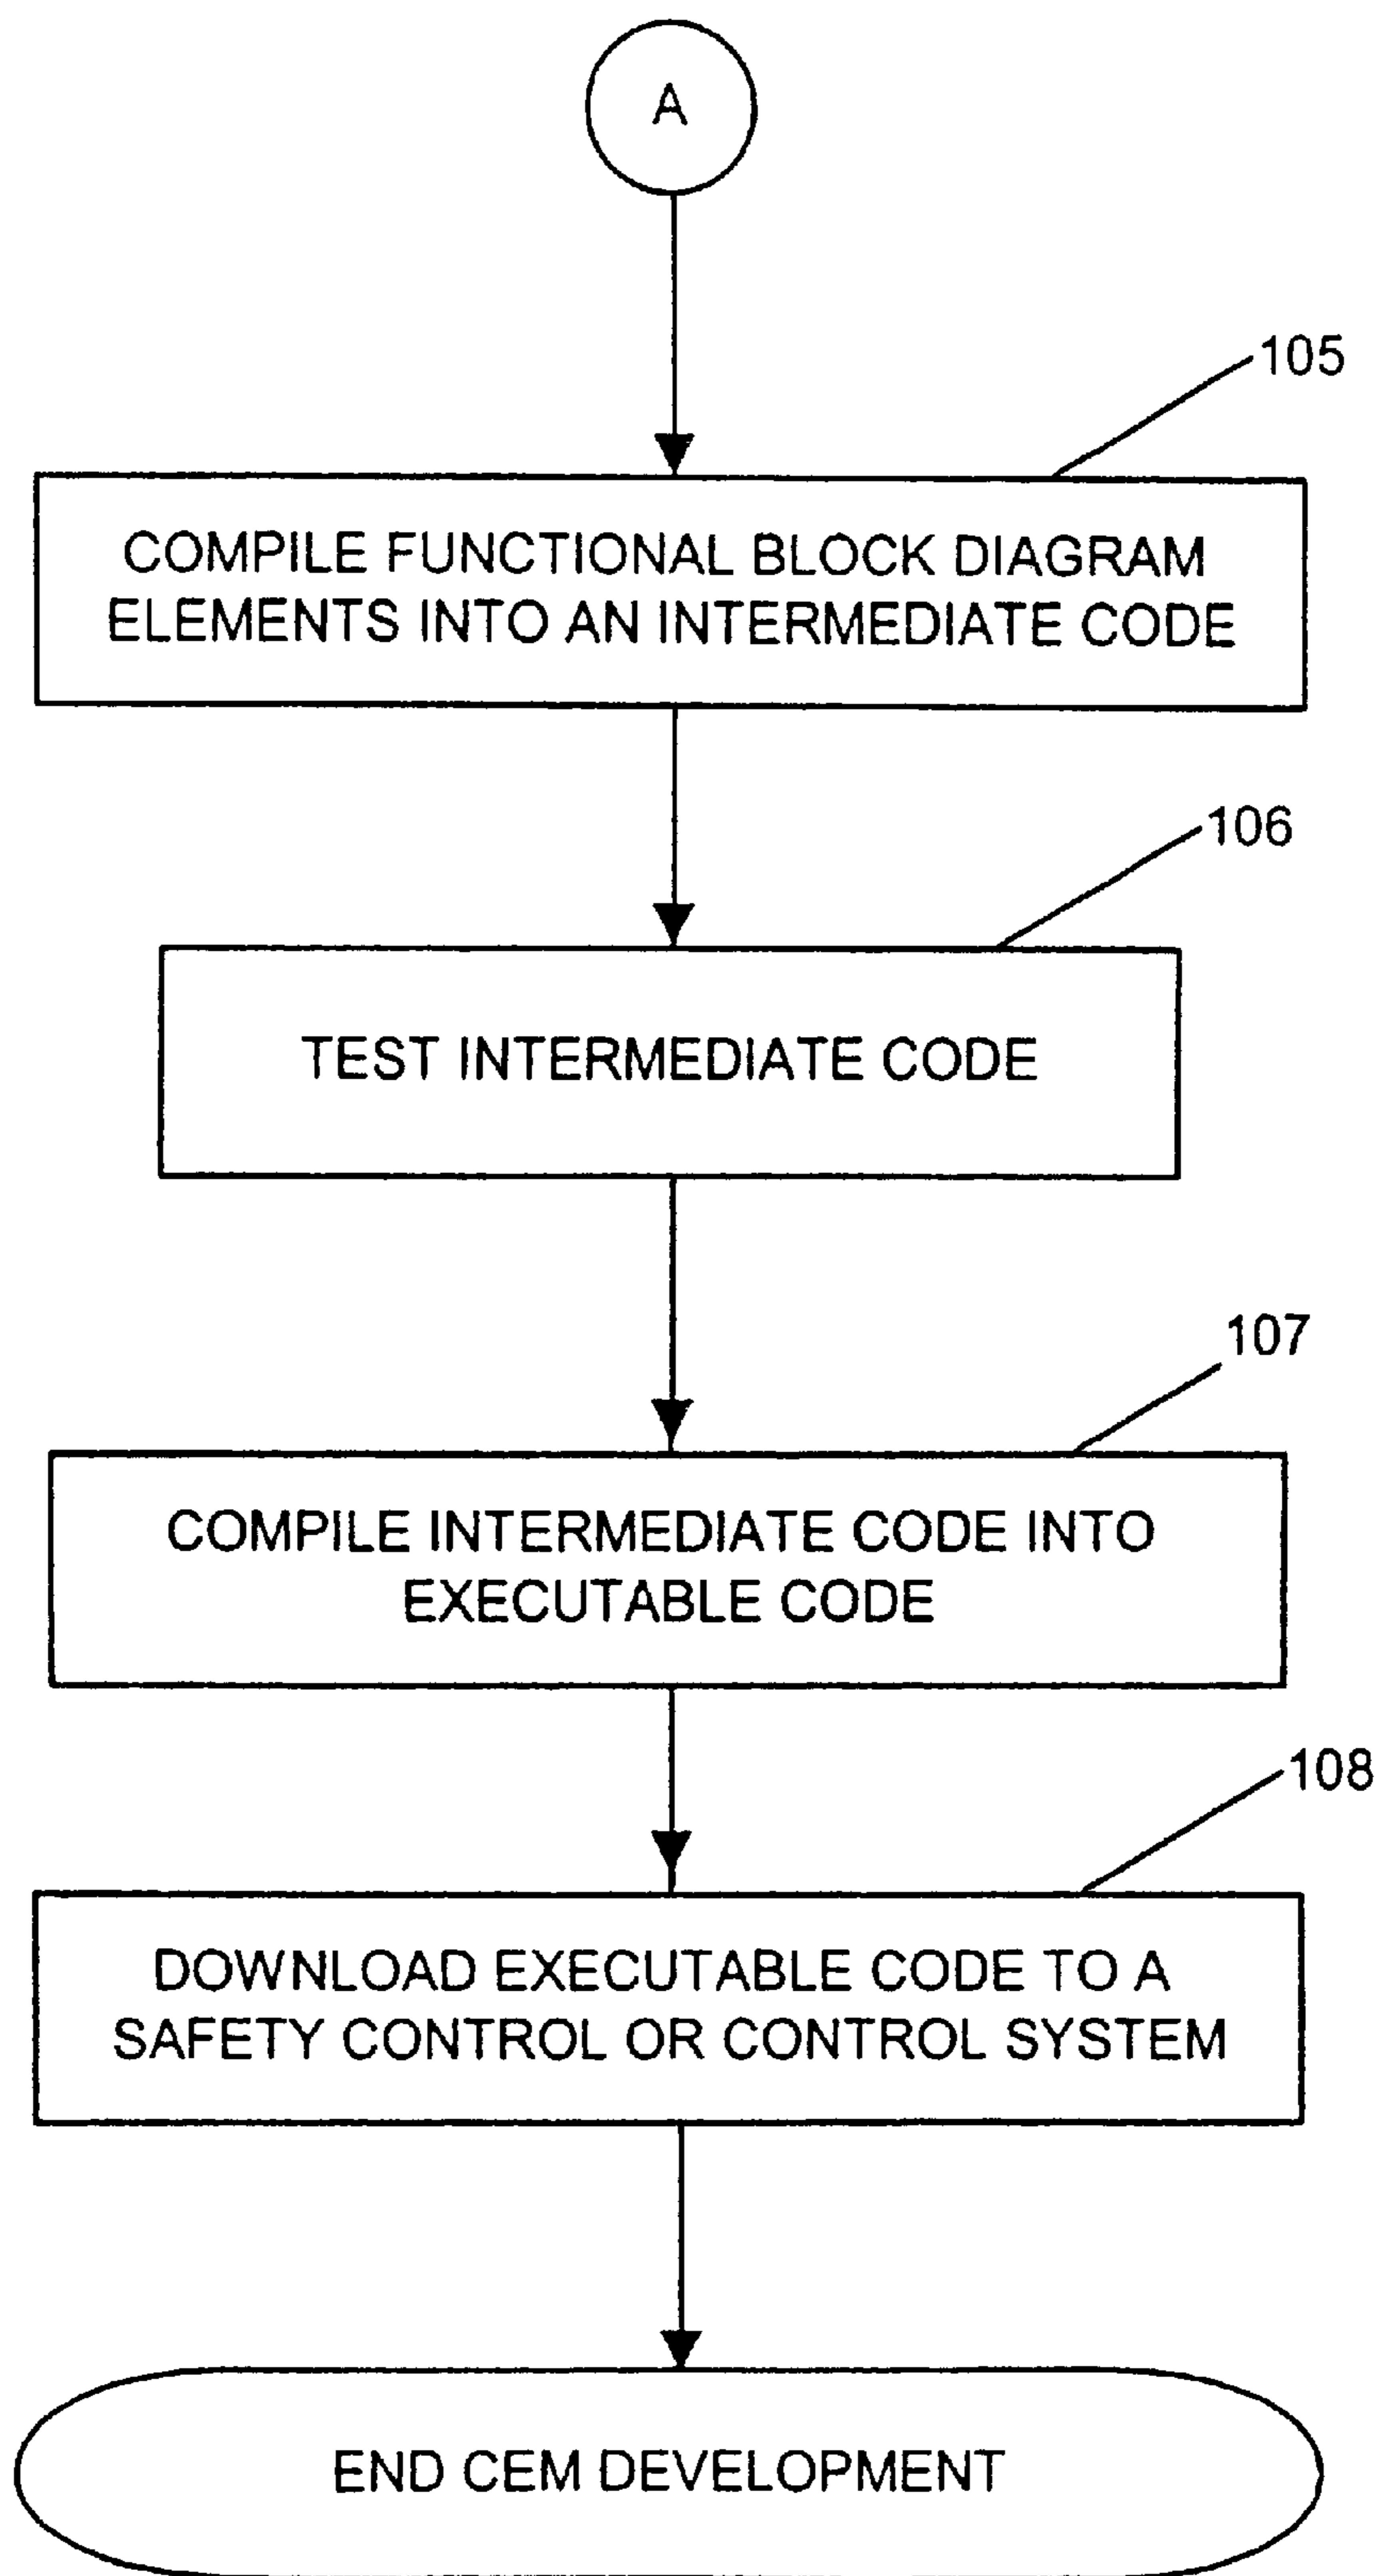 A
105
COMPILE FUNCTIONAL BLOCK DIAGRAM
ELEMENTS INTO AN INTERMEDIATE CODE
106
TEST INTERMEDIATE CODE
107
COMPILE INTERMEDIATE CODE INTO
EXECUTABLE CODE
108
DOWNLOAD EXECUTABLE CODE TO A
SAFETY CONTROL OR CONTROL SYSTEM
END CEM DEVELOPMENT